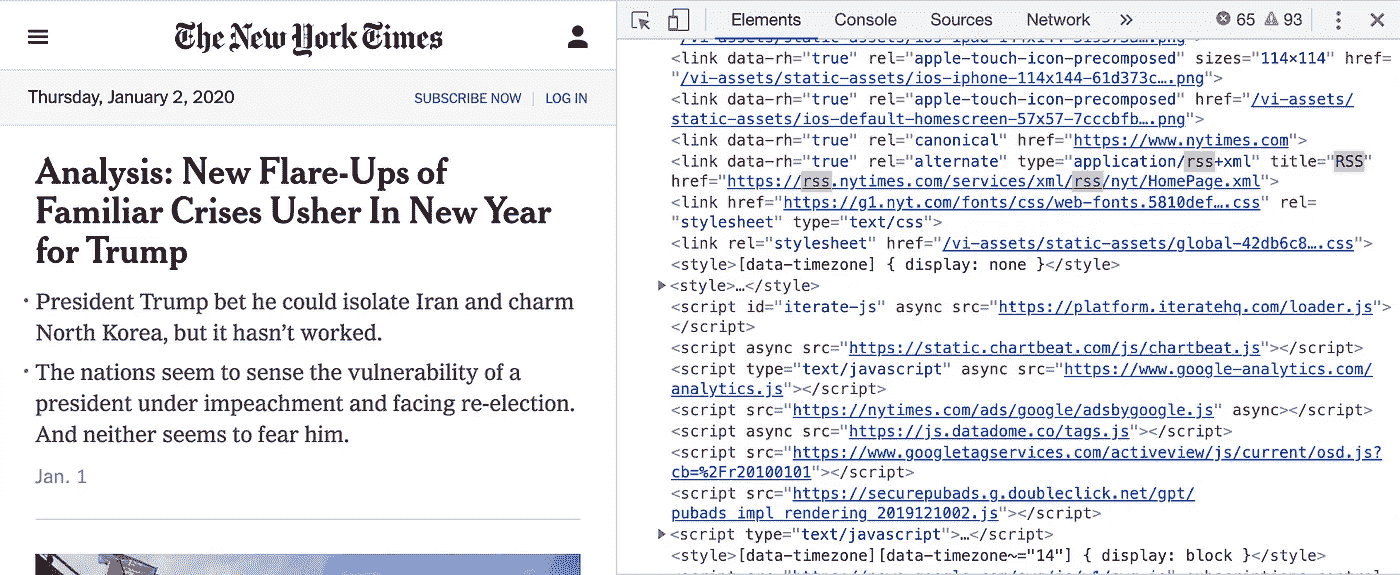 The New York Times
Thursday, January 2, 2020
SUBSCRIBE NOW | LOG IN
Analysis: New Flare-Ups of
Familiar Crises Usher In New Year
for Trump
· President Trump bet he could isolate Iran and charm
North Korea, but it hasn’t worked.
· The nations seem to sense the vulnerability of a
president under impeachment and facing re-election.
And neither seems to fear him.
Jan. 1
Elements Console Sources Network » 65 93
<link data-rh="true" rel="apple-touch-icon-precomposed" sizes="114×114" href=
"/vi-assets/static-assets/ios-iphone-114x144-61d373c….png">
<link data-rh="true" rel="apple-touch-icon-precomposed" href="/vi-assets/
static-assets/ios-default-homescreen-57x57-7cccbfb….png">
<link data-rh="true" rel="canonical" href="https://www.nytimes.com">
<link data-rh="true" rel="alternate" type="application/rss+xml" title="RSS"
href="https://rss.nytimes.com/services/xml/rss/nyt/HomePage.xml">
<link href="https://g1.nyt.com/fonts/css/web-fonts.5810def….css" rel=
"stylesheet" type="text/css">
<link rel="stylesheet" href="/vi-assets/static-assets/global-42db6c8….css">
<style>[data-timezone] { display: none }</style>
<style>…</style>
<script id="iterate-js" async src="https://platform.iteratehq.com/loader.js">
</script>
<script async src="https://static.chartbeat.com/js/chartbeat.js"></script>
<script type="text/javascript" async src="https://www.google-analytics.com/
analytics.js"></script>
<script src="https://nytimes.com/ads/google/adsbygoogle.js" async></script>
<script async src="https://js.datadome.co/tags.js"></script>
<script src="https://www.googletagservices.com/activeview/js/current/osd.js?
cb=%2Fr20100101"></script>
<script src="https://securepubads.g.doubleclick.net/gpt/
pubads_impl_rendering_2019121002.js"></script>
<script type="text/javascript">…</script>
<style>[data-timezone][data-timezone~="14"] { display: block }</style>